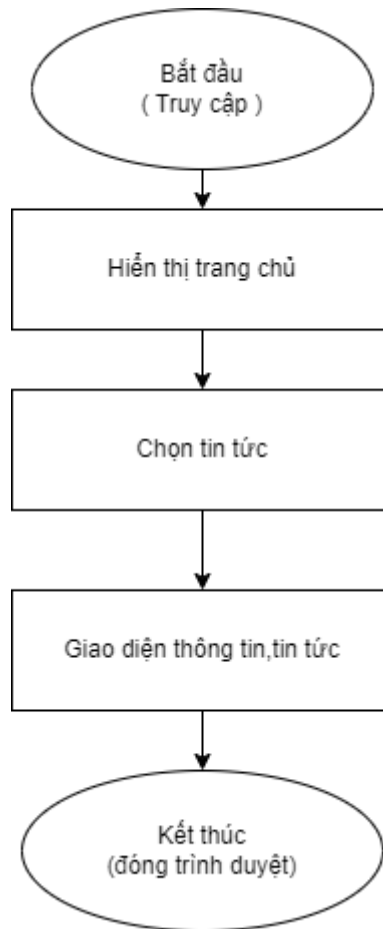 Bắt đầu
( Truy cập )
Hiển thị trang chủ
Chọn tin tức
Giao diện thông tin,tin tức
Kết thúc
(đóng trình duyệt)